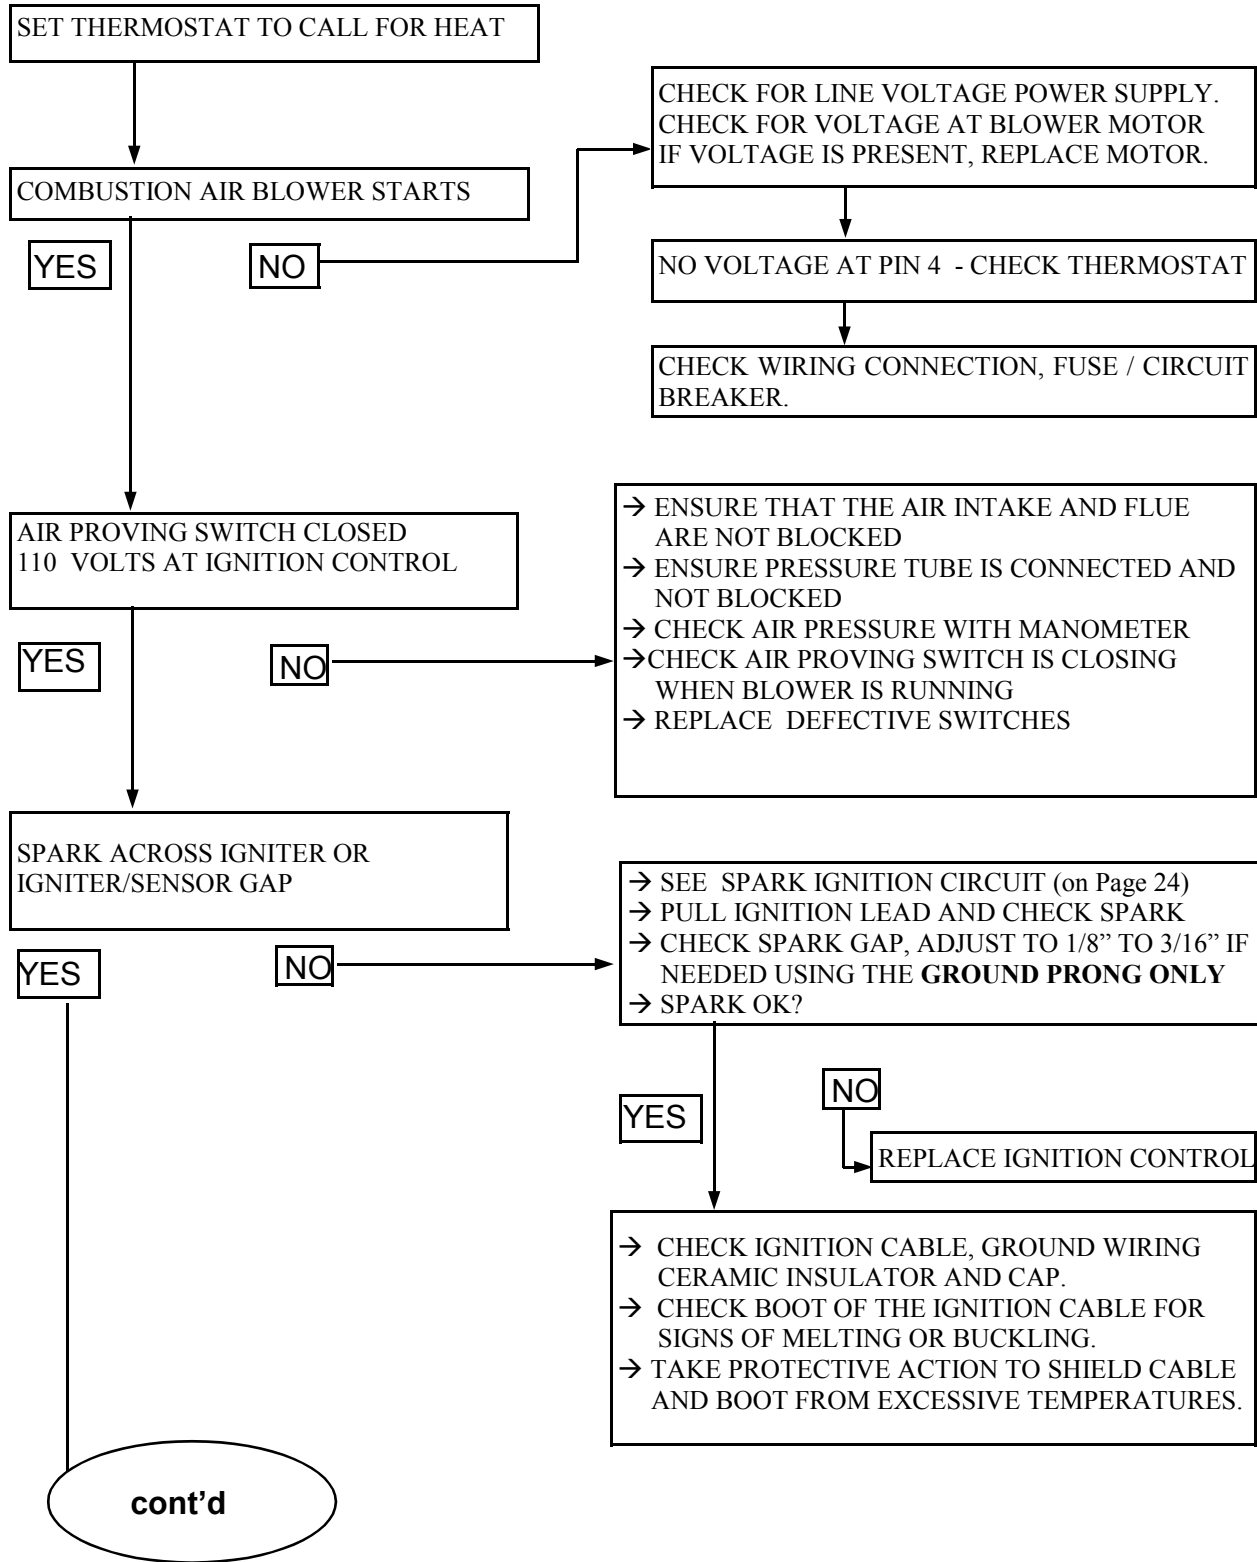 SET THERMOSTAT TO CALL FOR HEAT
CHECK FOR LINE VOLTAGE POWER SUPPLY.
CHECK FOR VOLTAGE AT BLOWER MOTOR
IF VOLTAGE IS PRESENT, REPLACE MOTOR.
COMBUSTION AIR BLOWER STARTS
YES
NO
NO VOLTAGE AT PIN 4 - CHECK THERMOSTAT
CHECK WIRING CONNECTION, FUSE / CIRCUIT
BREAKER.
AIR PROVING SWITCH CLOSED
110 VOLTS AT IGNITION CONTROL
YES
NO
→ ENSURE THAT THE AIR INTAKE AND FLUE
ARE NOT BLOCKED
→ ENSURE PRESSURE TUBE IS CONNECTED AND
NOT BLOCKED
→ CHECK AIR PRESSURE WITH MANOMETER
→CHECK AIR PROVING SWITCH IS CLOSING
WHEN BLOWER IS RUNNING
→ REPLACE DEFECTIVE SWITCHES
SPARK ACROSS IGNITER OR
IGNITER/SENSOR GAP
YES
NO
→ SEE SPARK IGNITION CIRCUIT (on Page 24)
→ PULL IGNITION LEAD AND CHECK SPARK
→ CHECK SPARK GAP, ADJUST TO 1/8” TO 3/16” IF
NEEDED USING THE GROUND PRONG ONLY
→ SPARK OK?
YES
NO
REPLACE IGNITION CONTROL
→ CHECK IGNITION CABLE, GROUND WIRING
CERAMIC INSULATOR AND CAP.
→ CHECK BOOT OF THE IGNITION CABLE FOR
SIGNS OF MELTING OR BUCKLING.
→ TAKE PROTECTIVE ACTION TO SHIELD CABLE
AND BOOT FROM EXCESSIVE TEMPERATURES.
cont’d